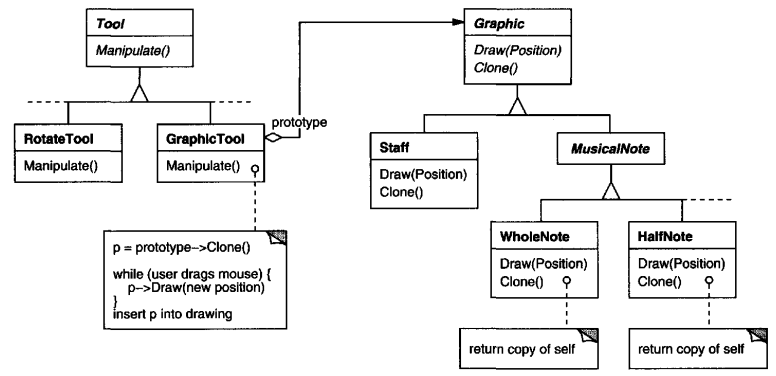 Tool
Manipulate()
Graphic
Draw(Position)
Clone()
prototype
RotateTool
Manipulate()
GraphicTool
Manipulate()
Staff
Draw(Position)
Clone()
MusicalNote
p = prototype->Clone()
while (user drags mouse) {
p->Draw(new position)
}
insert p into drawing
WholeNote
Draw(Position)
Clone()
HalfNote
Draw(Position)
Clone()
return copy of self
return copy of self